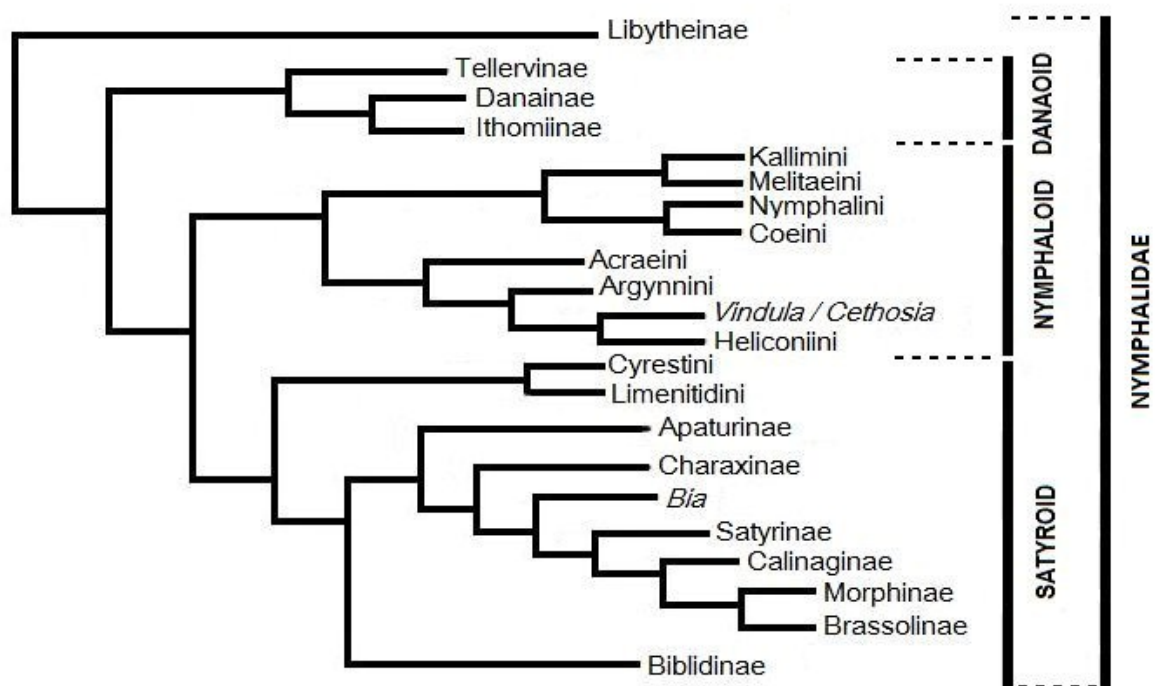 Libytheinae
Tellervinae
Danainae
Ithomiinae
Kallimini
Melitaeini
Nymphalini
Coeini
Acraeini
Argynnini
Vindula / Cethosia
Heliconiini
Cyrestini
Limenitidini
Apaturinae
Charaxinae
Bia
Satyrinae
Calinaginae
Morphinae
Brassolinae
Biblidinae
DANAOID
NYMPHALOID
SATYROID
NYMPHALIDAE